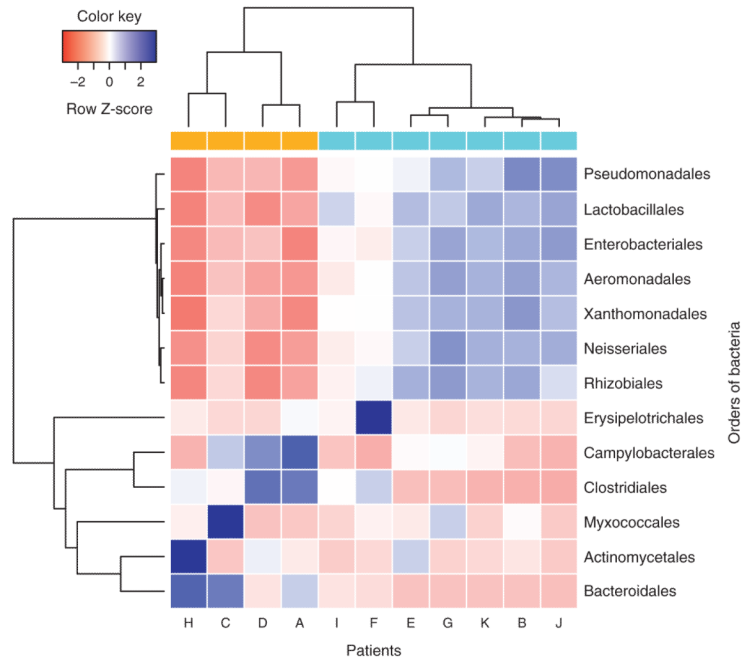 Color key
−2 0 2
Row Z-score
Pseudomonadales
Lactobacillales
Enterobacteriales
Aeromonadales
Xanthomonadales
Neisseriales
Rhizobiales
Erysipelotrichales
Campylobacterales
Clostridiales
Myxococcales
Actinomycetales
Bacteroidales
Orders of bacteria
H C D A I F E G K B J
Patients